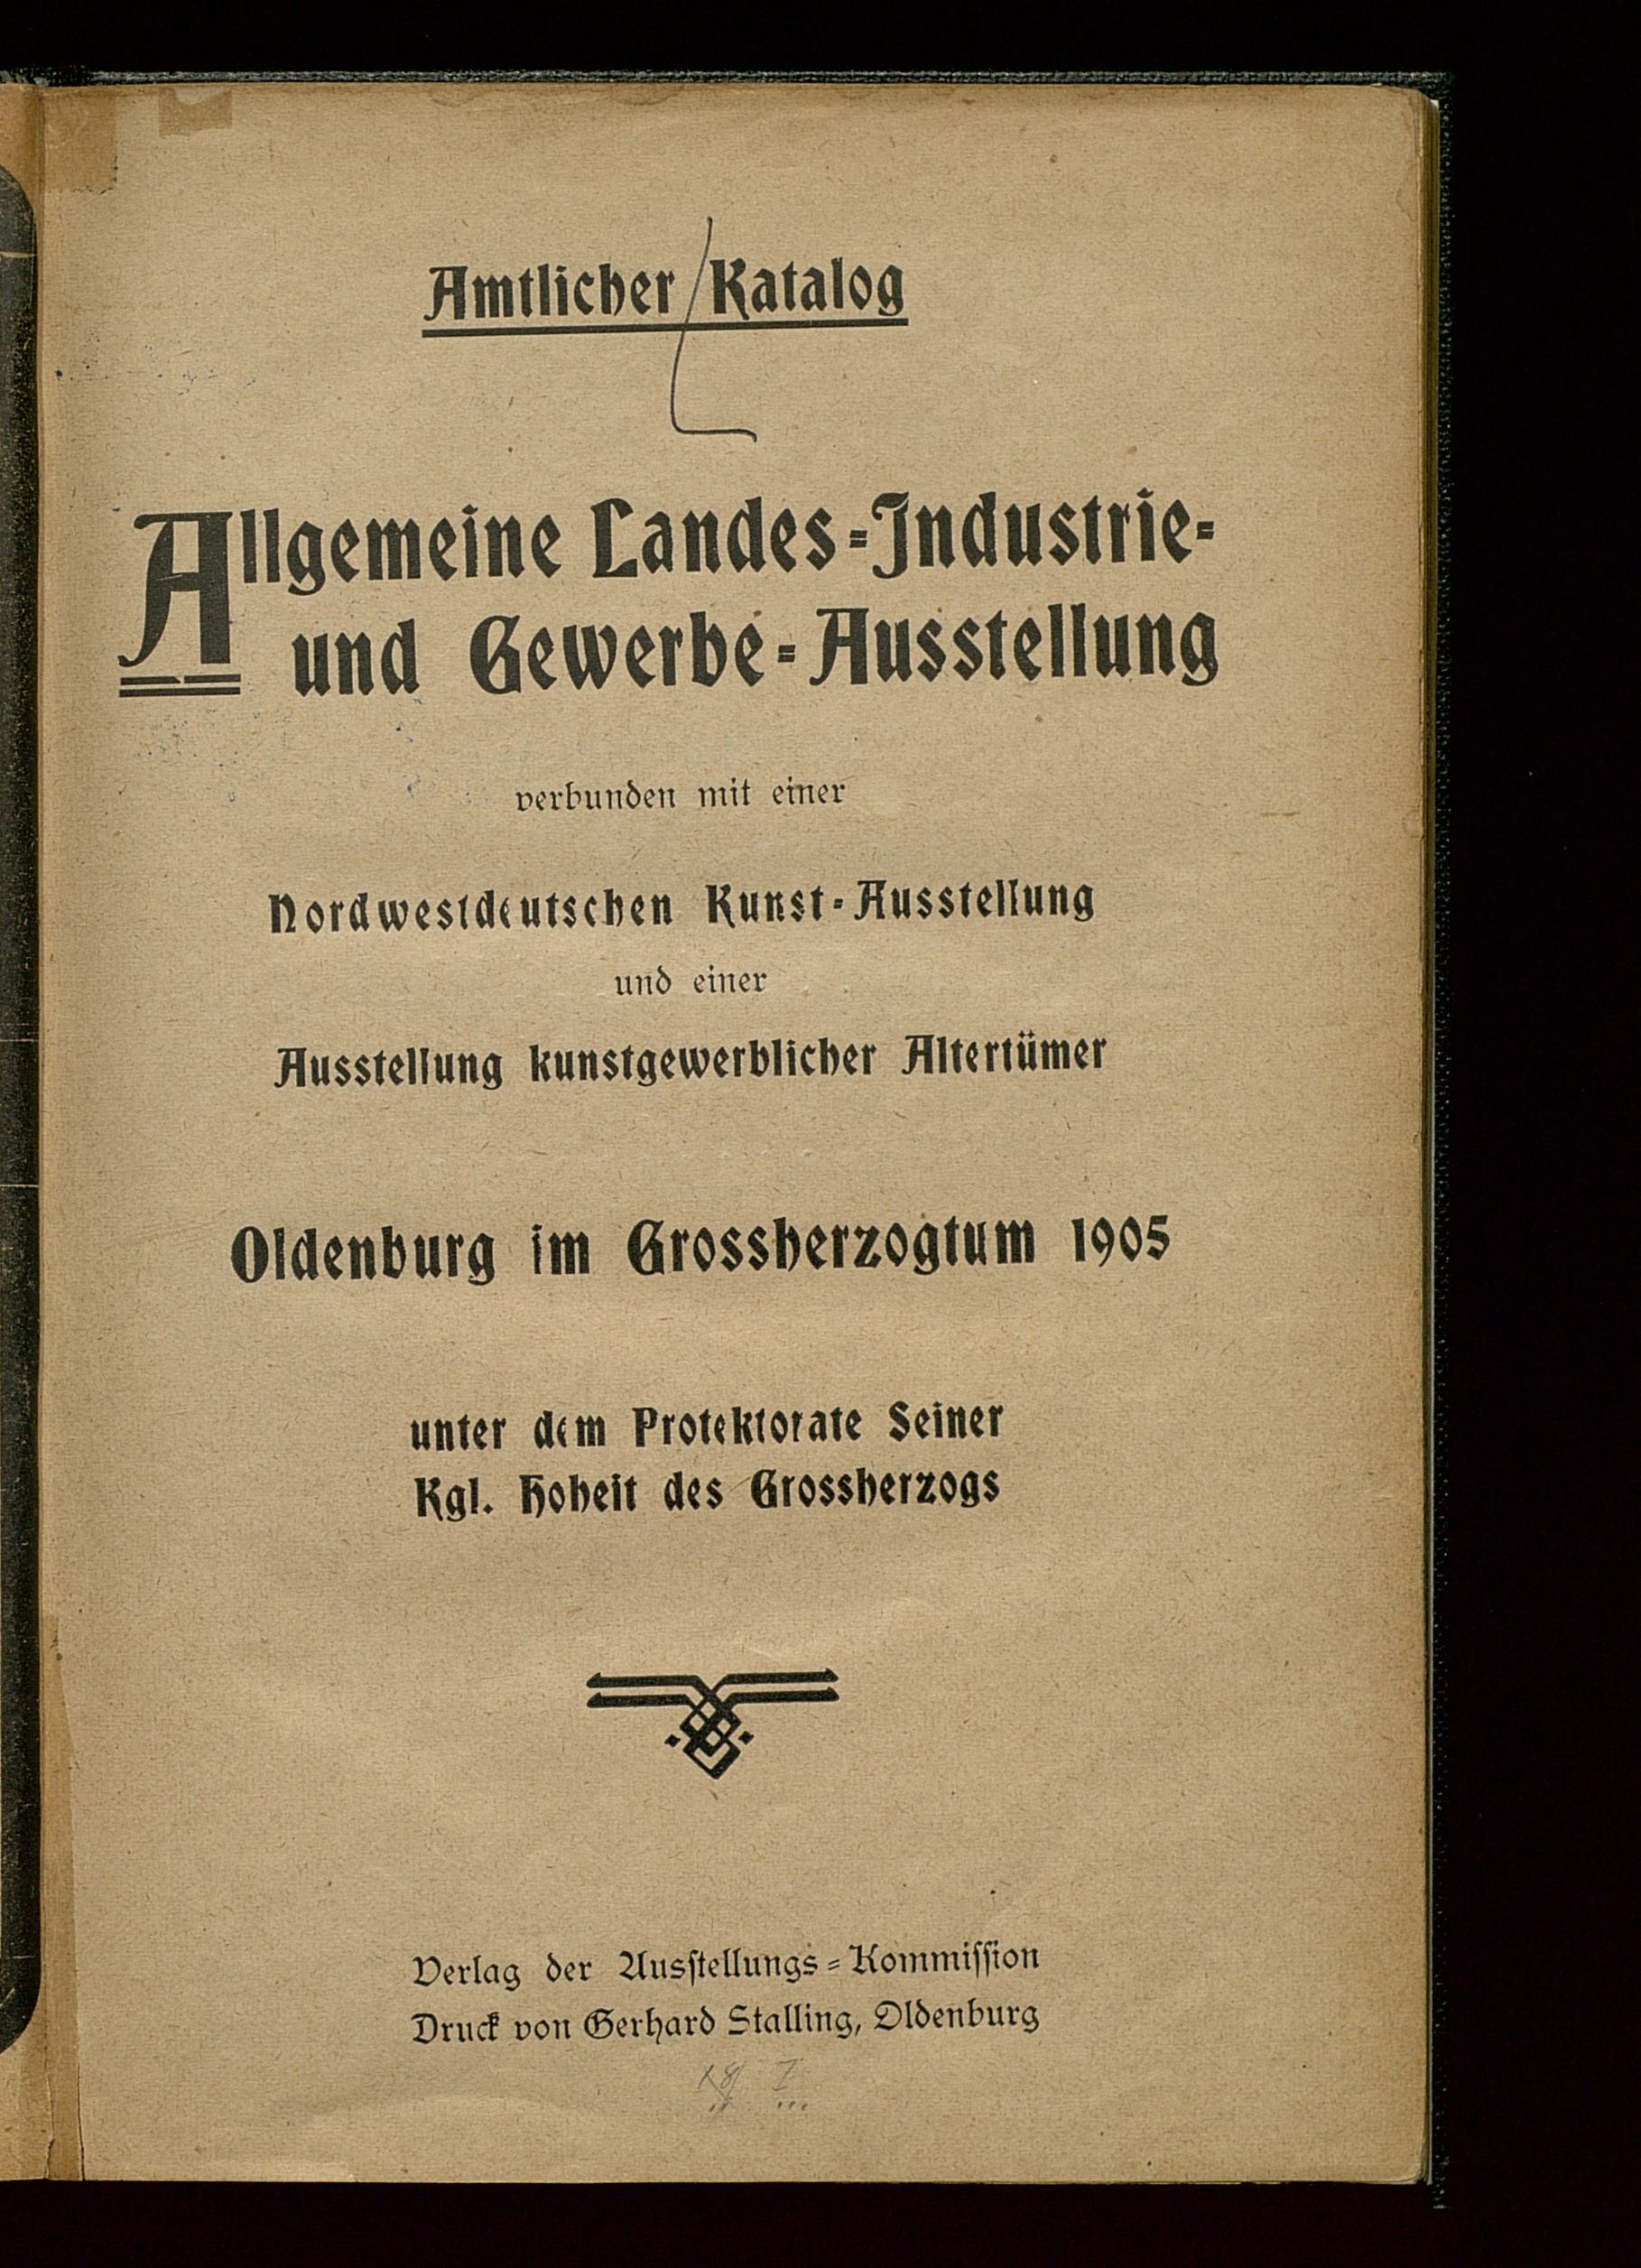 Amtlicher Katalog
Allgemeine Landes-Industrie-
und Gewerbe-Ausstellung
verbunden mit einer
Nordwestdeutschen Kunst-Ausstellung
und einer
Ausstellung kunstgewerblicher Altertümer
Oldenburg im Grossherzogtum 1905
unter dem Protektorate Seiner
Kgl. Hoheit des Grossherzogs
Verlag der Ausstellungs-Kommission
Druck von Gerhard Stalling, Oldenburg